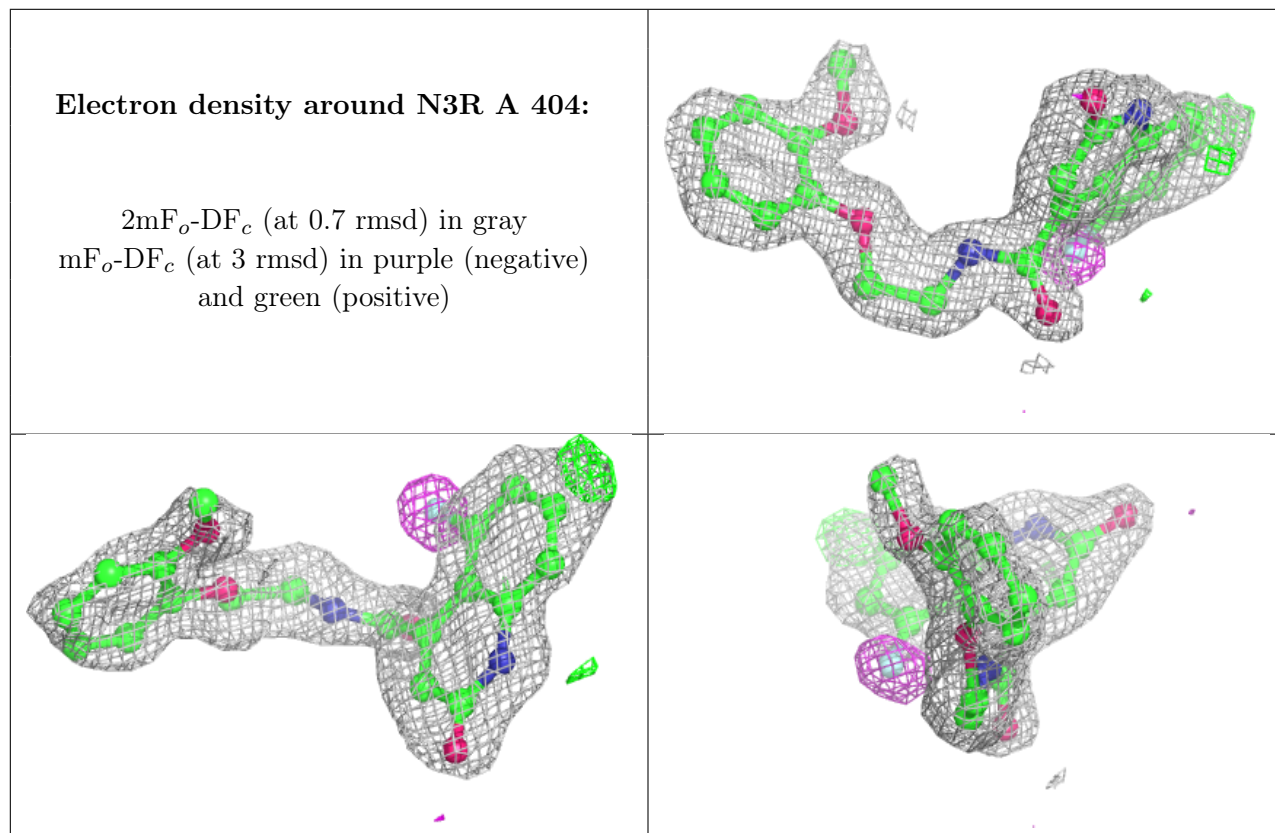 Electron density around N3R A 404:
2mFo-DFc (at 0.7 rmsd) in gray
mFo-DFc (at 3 rmsd) in purple (negative)
and green (positive)